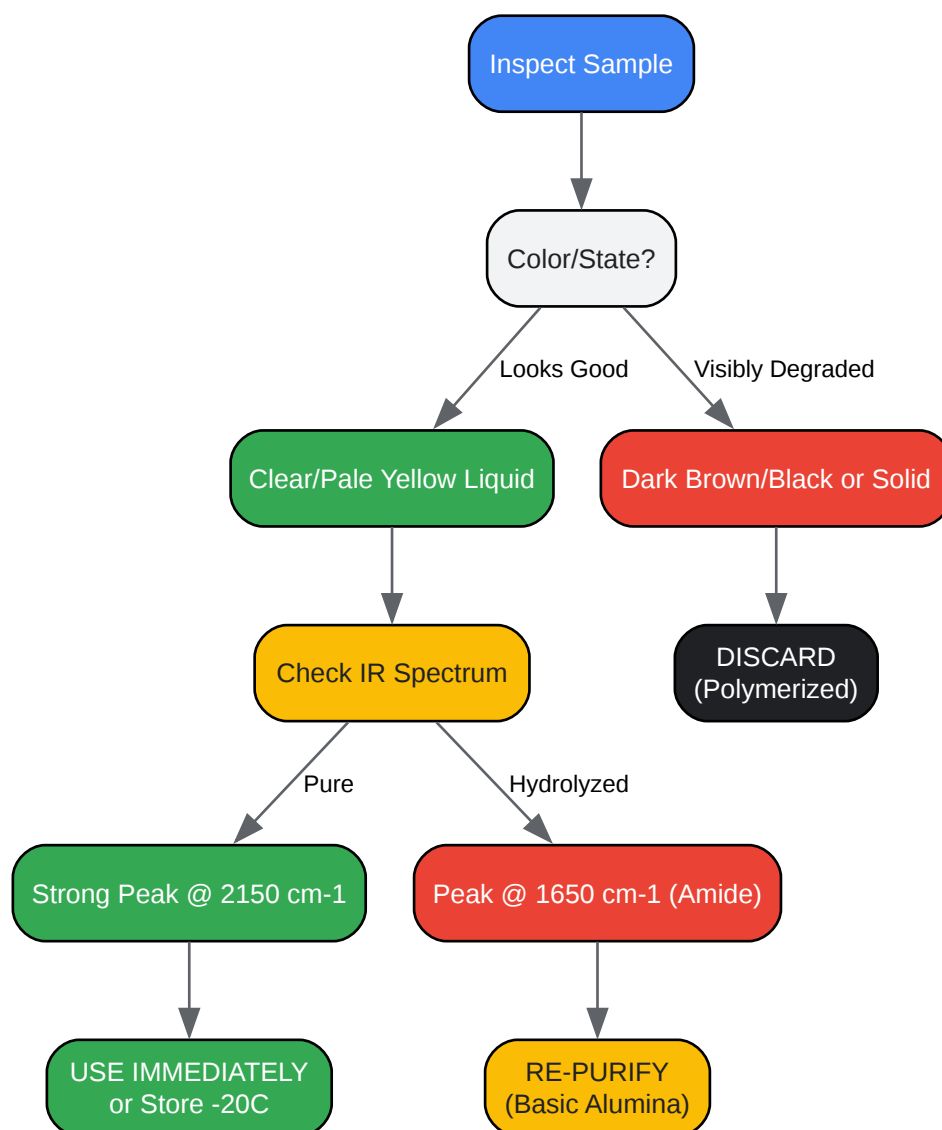 Inspect Sample
Color/State?
Looks Good
Visibly Degraded
Clear/Pale Yellow Liquid
Dark Brown/Black or Solid
Check IR Spectrum
DISCARD
(Polymerized)
Pure
Hydrolyzed
Strong Peak @ 2150 cm-1
Peak @ 1650 cm-1 (Amide)
USE IMMEDIATELY
or Store -20C
RE-PURIFY
(Basic Alumina)